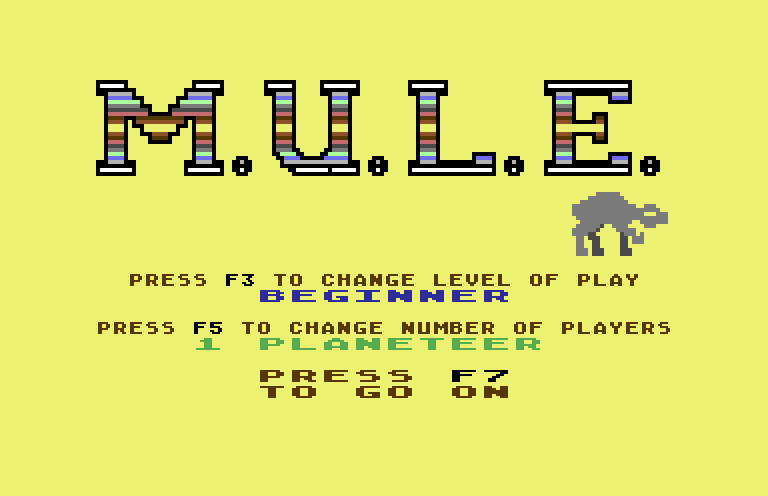 M.U.L.E.
PRESS F3 TO CHANGE LEVEL OF PLAY
BEGINNER
PRESS F5 TO CHANGE NUMBER OF PLAYERS
1 PLANETEER
PRESS F7
TO GO ON